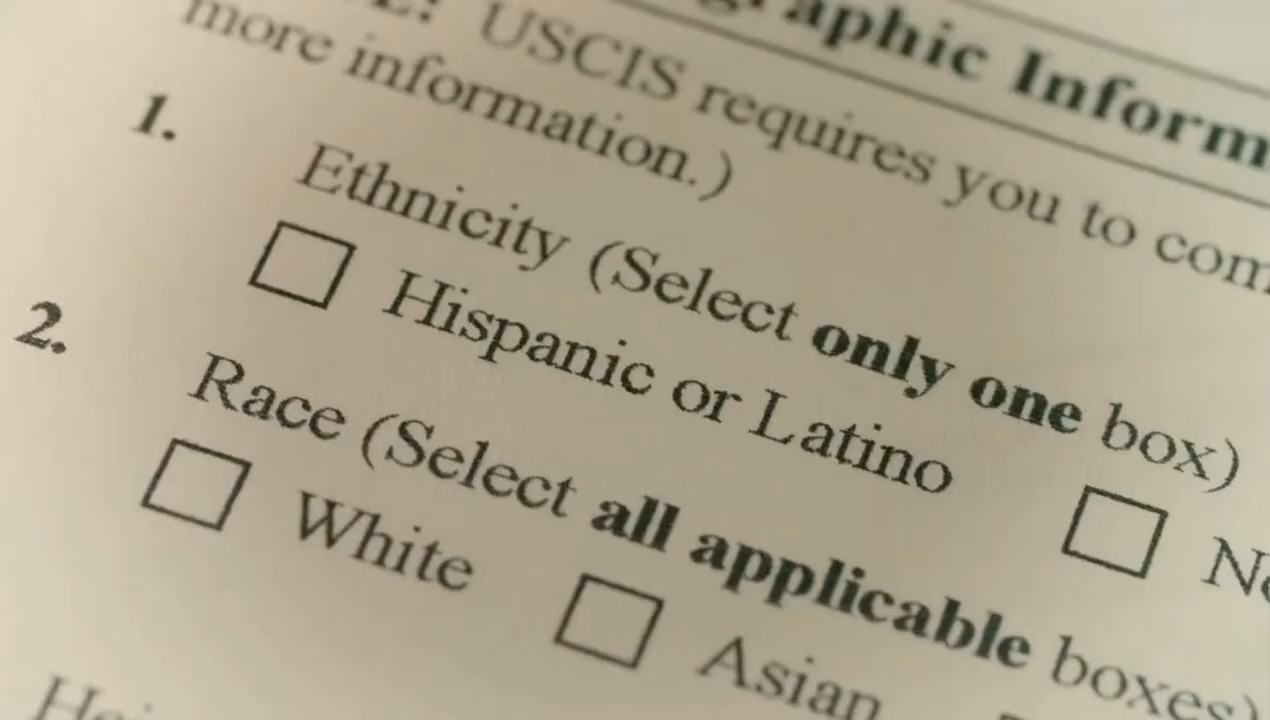 graphic Inform
E: USCIS requires you to com
more information.)
1. Ethnicity (Select only one box)
Hispanic or Latino
2. Race (Select all applicable boxes)
White Asian